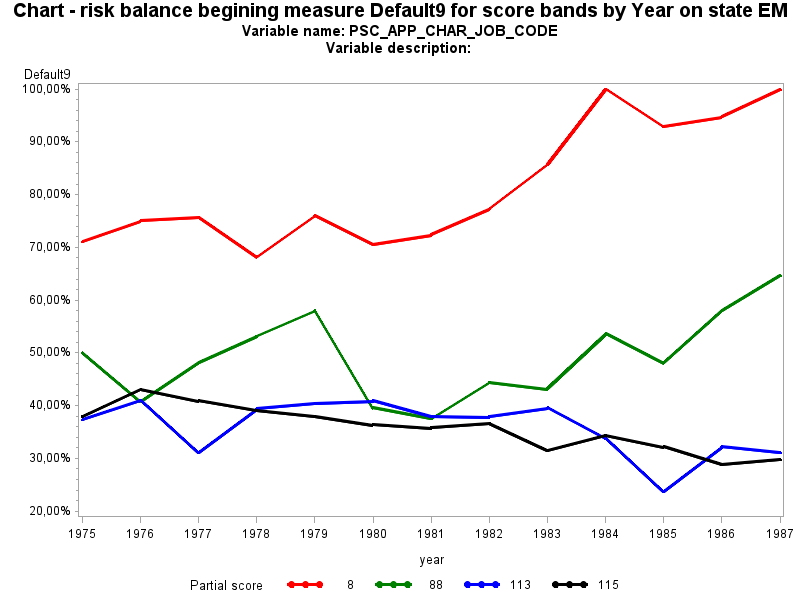 Chart - risk balance begining measure Default9 for score bands by Year on state EM
Variable name: PSC_APP_CHAR_JOB_CODE
Variable description:
Default9
100,00%
90,00%
80,00%
70,00%
60,00%
50,00%
40,00%
30,00%
20,00%
1975 1976 1977 1978 1979 1980 1981 1982 1983 1984 1985 1986 1987
year
Partial score 8 88 113 115